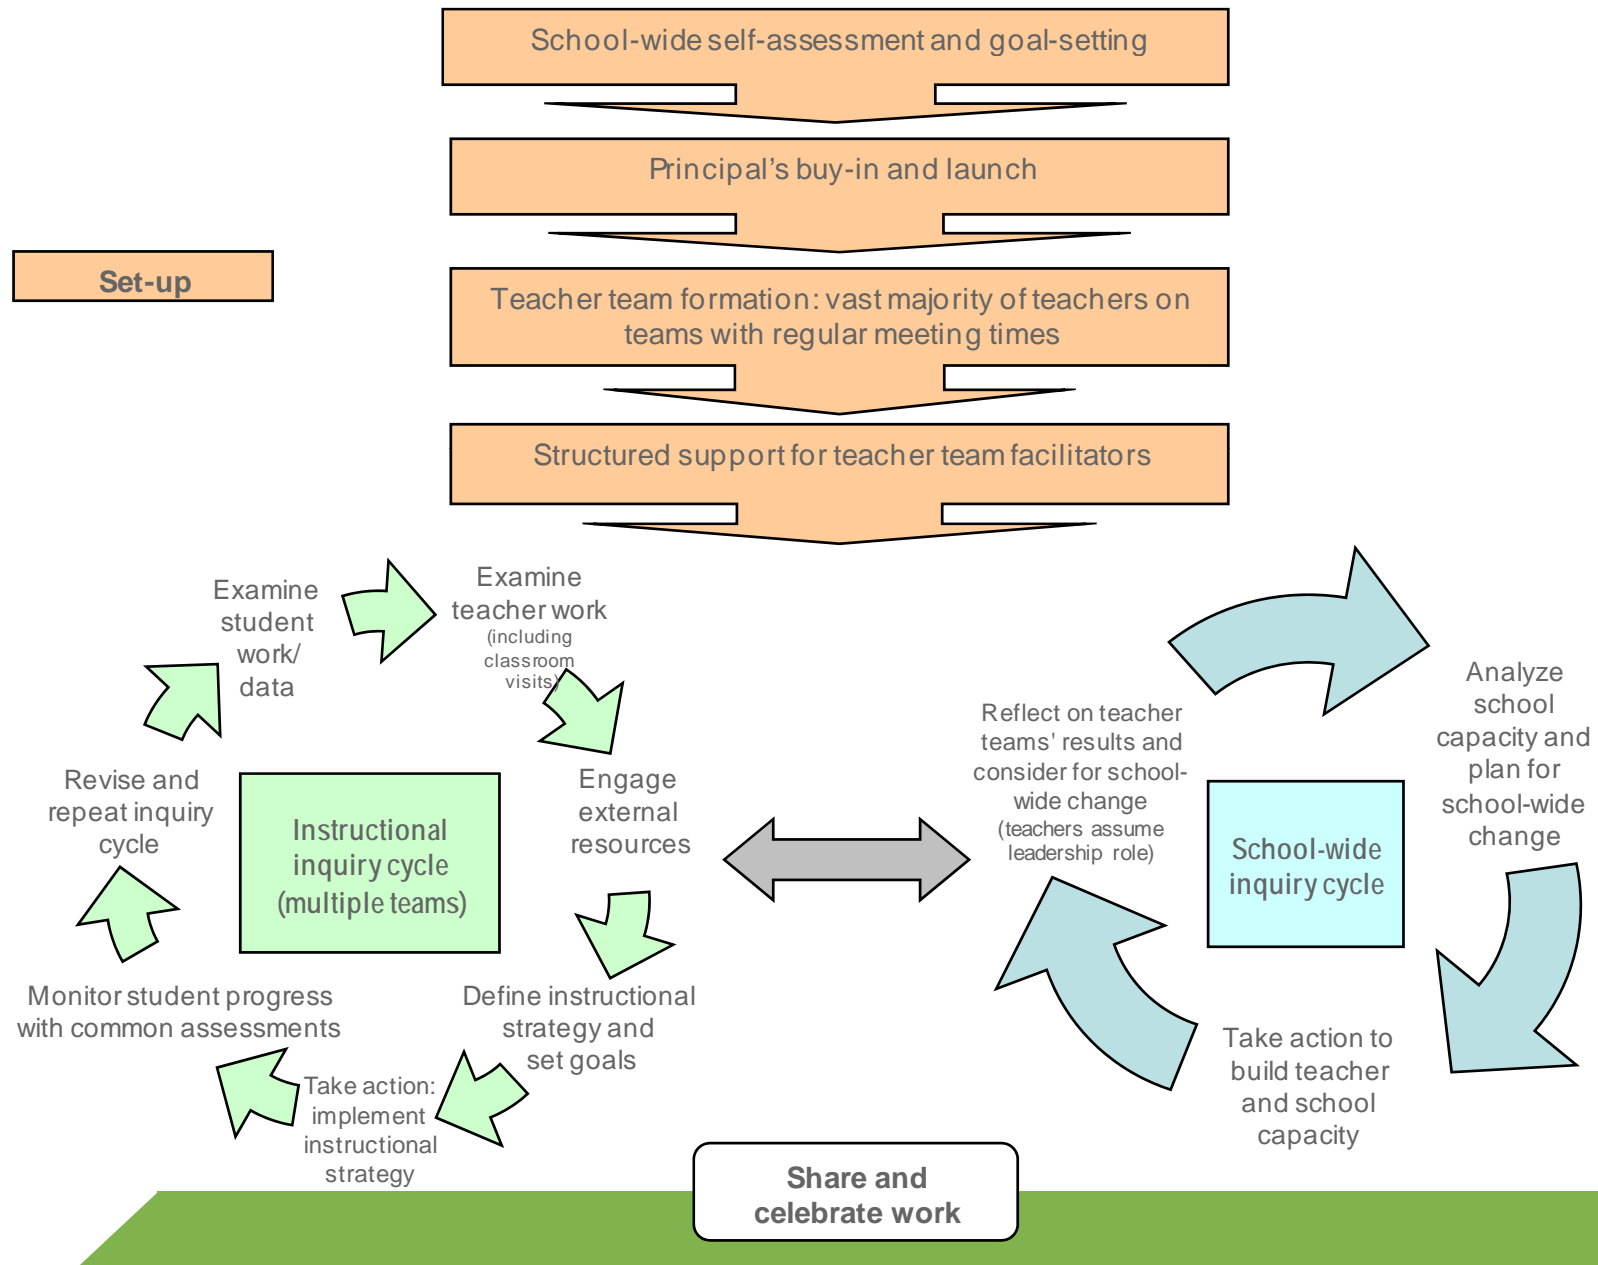 School-wide self-assessment and goal-setting
Principal’s buy-in and launch
Set-up
Teacher team formation: vast majority of teachers on
teams with regular meeting times
Structured support for teacher team facilitators
Examine
student
work/
data
Examine
teacher work
(including
classroom
visits)
Engage
external
resources
Define instructional
strategy and
set goals
Take action:
implement
instructional
strategy
Monitor student progress
with common assessments
Revise and
repeat inquiry
cycle
Instructional
inquiry cycle
(multiple teams)
Reflect on teacher
teams' results and
consider for school-
wide change
(teachers assume
leadership role)
Analyze
school
capacity and
plan for
school-wide
change
School-wide
inquiry cycle
Take action to
build teacher
and school
capacity
Share and
celebrate work